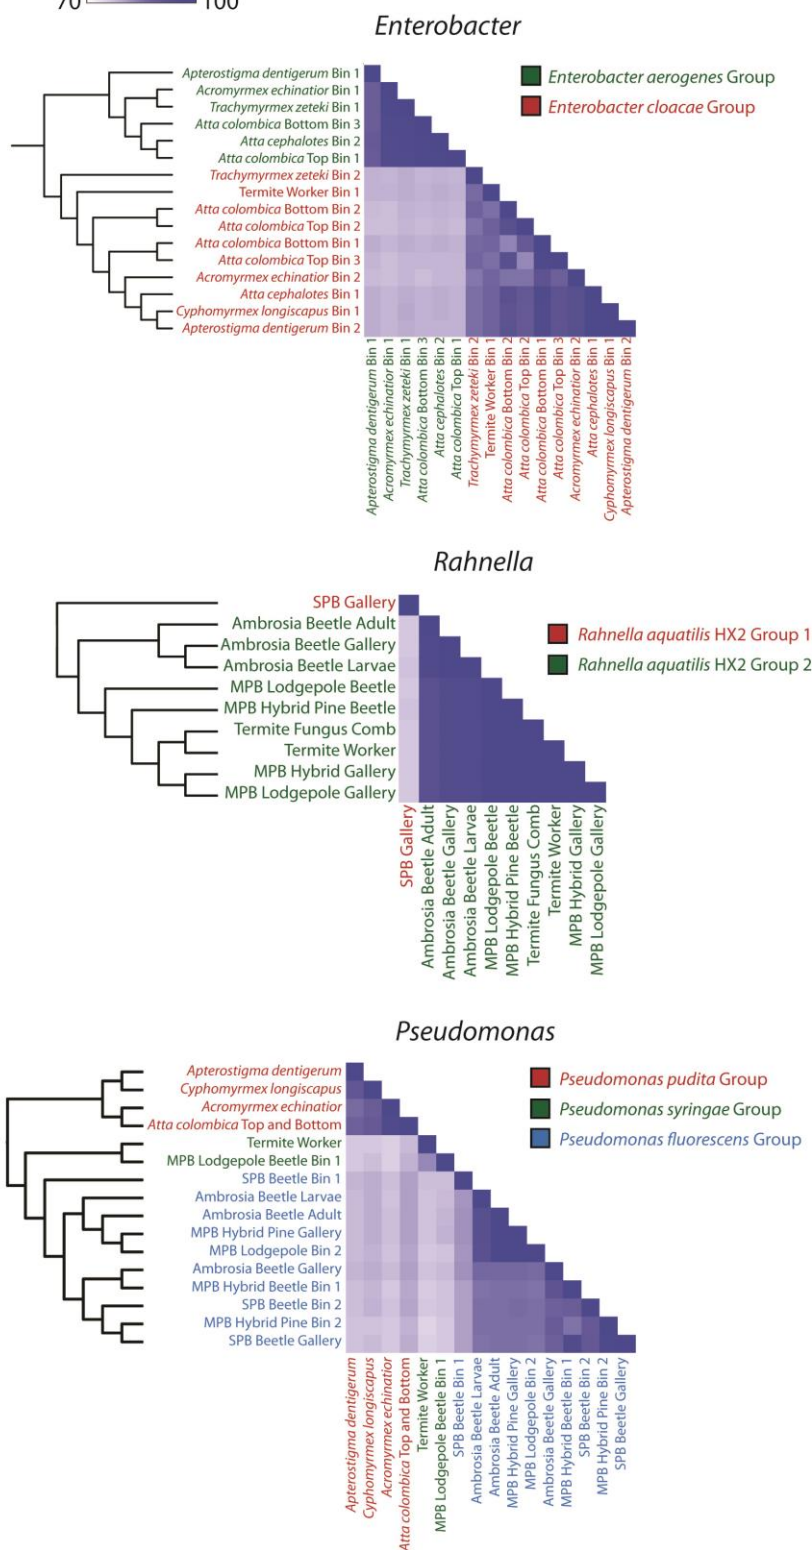 70 100
Enterobacter
Apterostigma dentigerum Bin 1
Acromyrmex echinatior Bin 1
Trachymyrmex zeteki Bin 1
Atta colombica Bottom Bin 3
Atta cephalotes Bin 2
Atta colombica Top Bin 1
Trachymyrmex zeteki Bin 2
Termite Worker Bin 1
Atta colombica Bottom Bin 2
Atta colombica Top Bin 2
Atta colombica Bottom Bin 1
Atta colombica Top Bin 3
Acromyrmex echinatior Bin 2
Atta cephalotes Bin 1
Cyphomyrmex longiscapus Bin 1
Apterostigma dentigerum Bin 2
Enterobacter aerogenes Group
Enterobacter cloacae Group
Apterostigma dentigerum Bin 1
Acromyrmex echinatior Bin 1
Trachymyrmex zeteki Bin 1
Atta colombica Bottom Bin 3
Atta cephalotes Bin 2
Atta colombica Top Bin 1
Trachymyrmex zeteki Bin 2
Termite Worker Bin 1
Atta colombica Bottom Bin 2
Atta colombica Top Bin 2
Atta colombica Bottom Bin 1
Atta colombica Top Bin 3
Acromyrmex echinatior Bin 2
Atta cephalotes Bin 1
Cyphomyrmex longiscapus Bin 1
Apterostigma dentigerum Bin 2
Rahnella
SPB Gallery
Ambrosia Beetle Adult
Ambrosia Beetle Gallery
Ambrosia Beetle Larvae
MPB Lodgepole Beetle
MPB Hybrid Pine Beetle
Termite Fungus Comb
Termite Worker
MPB Hybrid Gallery
MPB Lodgepole Gallery
Rahnella aquatilis HX2 Group 1
Rahnella aquatilis HX2 Group 2
SPB Gallery
Ambrosia Beetle Adult
Ambrosia Beetle Gallery
Ambrosia Beetle Larvae
MPB Lodgepole Beetle
MPB Hybrid Pine Beetle
Termite Fungus Comb
Termite Worker
MPB Hybrid Gallery
MPB Lodgepole Gallery
Pseudomonas
Apterostigma dentigerum
Cyphomyrmex longiscapus
Acromyrmex echinatior
Atta colombica Top and Bottom
Termite Worker
MPB Lodgepole Beetle Bin 1
SPB Beetle Bin 1
Ambrosia Beetle Larvae
Ambrosia Beetle Adult
MPB Hybrid Pine Gallery
MPB Lodgepole Bin 2
Ambrosia Beetle Gallery
MPB Hybrid Beetle Bin 1
SPB Beetle Bin 2
MPB Hybrid Pine Bin 2
SPB Beetle Gallery
Pseudomonas pudita Group
Pseudomonas syringae Group
Pseudomonas fluorescens Group
Apterostigma dentigerum
Cyphomyrmex longiscapus
Acromyrmex echinatior
Atta colombica Top and Bottom
Termite Worker
MPB Lodgepole Beetle Bin 1
SPB Beetle Bin 1
Ambrosia Beetle Larvae
Ambrosia Beetle Adult
MPB Hybrid Pine Gallery
MPB Lodgepole Bin 2
Ambrosia Beetle Gallery
MPB Hybrid Beetle Bin 1
SPB Beetle Bin 2
MPB Hybrid Pine Bin 2
SPB Beetle Gallery